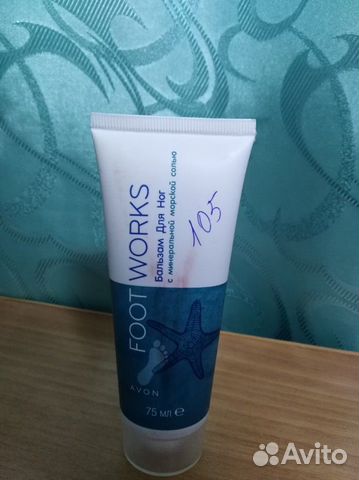 FOOT WORKS
Бальзам Для Ног
с минеральной морской солью
105
AVON
75 МЛ e
Avito